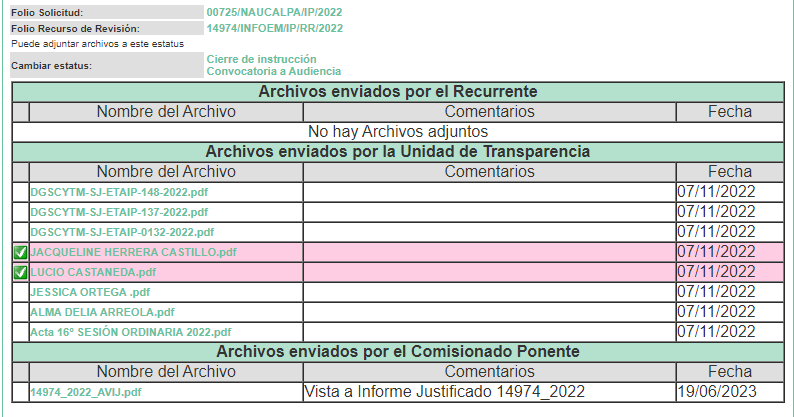 Folio Solicitud: 00725/NAUCALPA/IP/2022
Folio Recurso de Revisión: 14974/INFOEM/IP/RR/2022
Puede adjuntar archivos a este estatus
Cambiar estatus: Cierre de instrucción
Convocatoria a Audiencia
Archivos enviados por el Recurrente
Nombre del Archivo Comentarios Fecha
No hay Archivos adjuntos
Archivos enviados por la Unidad de Transparencia
Nombre del Archivo Comentarios Fecha
DGSCYTM-SJ-ETAIP-148-2022.pdf 07/11/2022
DGSCYTM-SJ-ETAIP-137-2022.pdf 07/11/2022
DGSCYTM-SJ-ETAIP-0132-2022.pdf 07/11/2022
JACQUELINE HERRERA CASTILLO.pdf 07/11/2022
LUCIO CASTANEDA.pdf 07/11/2022
JESSICA ORTEGA .pdf 07/11/2022
ALMA DELIA ARREOLA.pdf 07/11/2022
Acta 16º SESIÓN ORDINARIA 2022.pdf 07/11/2022
Archivos enviados por el Comisionado Ponente
Nombre del Archivo Comentarios Fecha
14974_2022_AVIJ.pdf Vista a Informe Justificado 14974_2022 19/06/2023